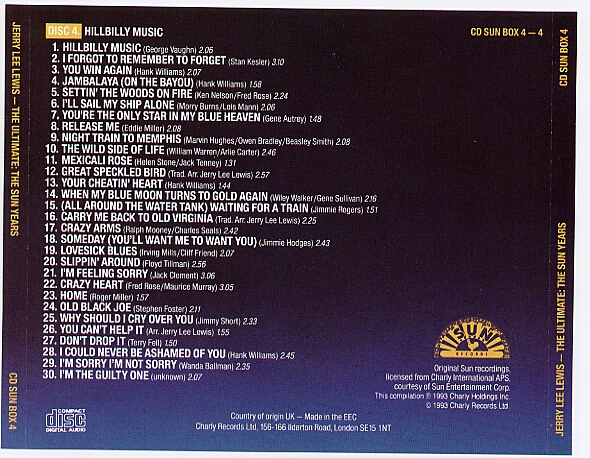 DISC 4. HILLBILLY MUSIC
CD SUN BOX 4 — 4
1. HILLBILLY MUSIC (George Vaughn) 2.06
2. I FORGOT TO REMEMBER TO FORGET (Stan Kesler) 3.10
3. YOU WIN AGAIN (Hank Williams) 2.07
4. JAMBALAYA (ON THE BAYOU) (Hank Williams) 1.58
5. SETTIN' THE WOODS ON FIRE (Ken Nelson/Fred Rose) 2.24
6. I'LL SAIL MY SHIP ALONE (Morry Burns/Lois Mann) 2.06
7. YOU'RE THE ONLY STAR IN MY BLUE HEAVEN (Gene Autrey) 1.48
8. RELEASE ME (Eddie Miller) 2.08
9. NIGHT TRAIN TO MEMPHIS (Marvin Hughes/Owen Bradley/Beasley Smith) 2.08
10. THE WILD SIDE OF LIFE (William Warren/Arlie Carter) 2.46
11. MEXICALI ROSE (Helen Stone/Jack Tenney) 1.31
12. GREAT SPECKLED BIRD (Trad. Arr. Jerry Lee Lewis) 2.57
13. YOUR CHEATIN' HEART (Hank Williams) 1.44
14. WHEN MY BLUE MOON TURNS TO GOLD AGAIN (Wiley Walker/Gene Sullivan) 2.16
15. (ALL AROUND THE WATER TANK) WAITING FOR A TRAIN (Jimmie Rogers) 1.51
16. CARRY ME BACK TO OLD VIRGINIA (Trad. Arr. Jerry Lee Lewis) 2.25
17. CRAZY ARMS (Ralph Mooney/Charles Seals) 2.42
18. SOMEDAY (YOU'LL WANT ME TO WANT YOU) (Jimmie Hodges) 2.43
19. LOVESICK BLUES (Irving Mills/Cliff Friend) 2.07
20. SLIPPIN' AROUND (Floyd Tillman) 2.56
21. I'M FEELING SORRY (Jack Clement) 3.06
22. CRAZY HEART (Fred Rose/Maurice Murray) 3.05
23. HOME (Roger Miller) 1.57
24. OLD BLACK JOE (Stephen Foster) 2.11
25. WHY SHOULD I CRY OVER YOU (Jimmy Short) 2.33
26. YOU CAN'T HELP IT (Arr. Jerry Lee Lewis) 1.55
27. DON'T DROP IT (Terry Fell) 1.50
28. I COULD NEVER BE ASHAMED OF YOU (Hank Williams) 2.45
29. I'M SORRY I'M NOT SORRY (Wanda Ballman) 2.35
30. I'M THE GUILTY ONE (unknown) 2.07
SUN
RECORDS
Original Sun recordings,
licensed from Charly International APS,
courtesy of Sun Entertainment Corp.
This compilation ℗ 1993 Charly Holdings Inc.
© 1993 Charly Records Ltd
COMPACT
disc
DIGITAL AUDIO
Country of origin UK — Made in the EEC
Charly Records Ltd, 156-166 Ilderton Road, London SE15 1NT
JERRY LEE LEWIS — THE ULTIMATE: THE SUN YEARS
CD SUN BOX 4
CD SUN BOX 4
JERRY LEE LEWIS — THE ULTIMATE: THE SUN YEARS